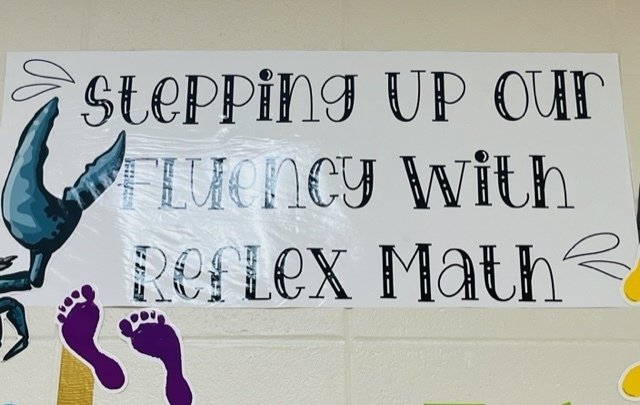 Stepping Up Our
Fluency With
Reflex Math